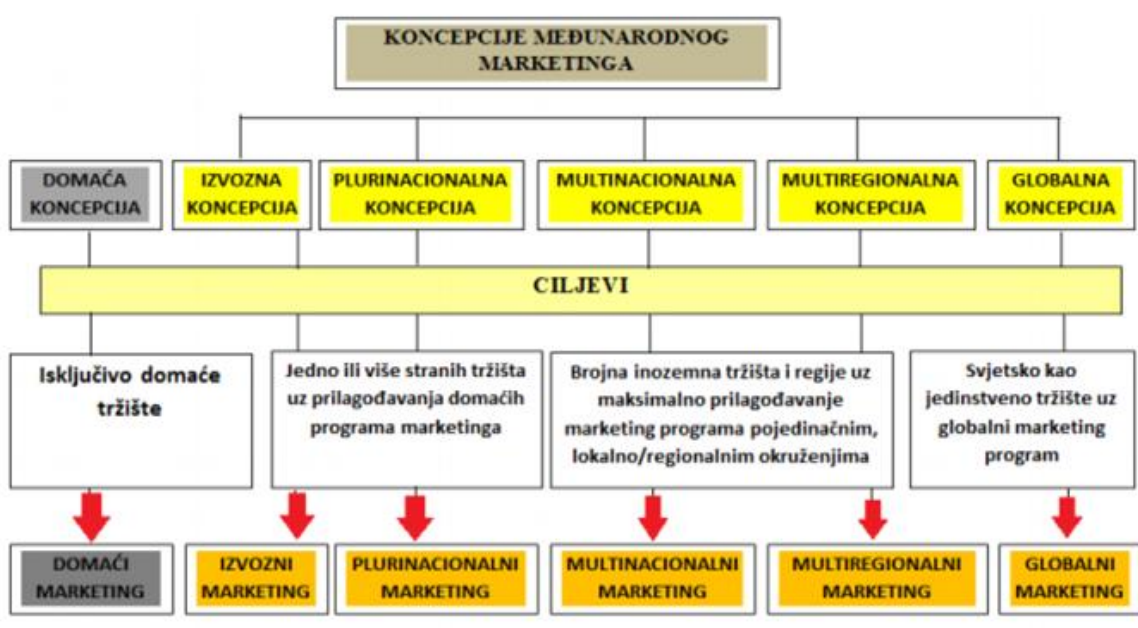 KONCEPCIJE MEĐUNARODNOG
MARKETINGA
DOMAĆA
KONCEPCIJA
IZVOZNA
KONCEPCIJA
PLURINACIONALNA
KONCEPCIJA
MULTINACIONALNA
KONCEPCIJA
MULTIREGIONALNA
KONCEPCIJA
GLOBALNA
KONCEPCIJA
CILJEVI
Isključivo domaće
tržište
Jedno ili više stranih tržišta
uz prilagođavanja domaćih
programa marketinga
Brojna inozemna tržišta i regije uz
maksimalno prilagođavanje
marketing programa pojedinačnim,
lokalno/regionalnim okruženjima
Svjetsko kao
jedinstveno tržište uz
globalni marketing
program
DOMAĆI
MARKETING
IZVOZNI
MARKETING
PLURINACIONALNI
MARKETING
MULTINACIONALNI
MARKETING
MULTIREGIONALNI
MARKETING
GLOBALNI
MARKETING